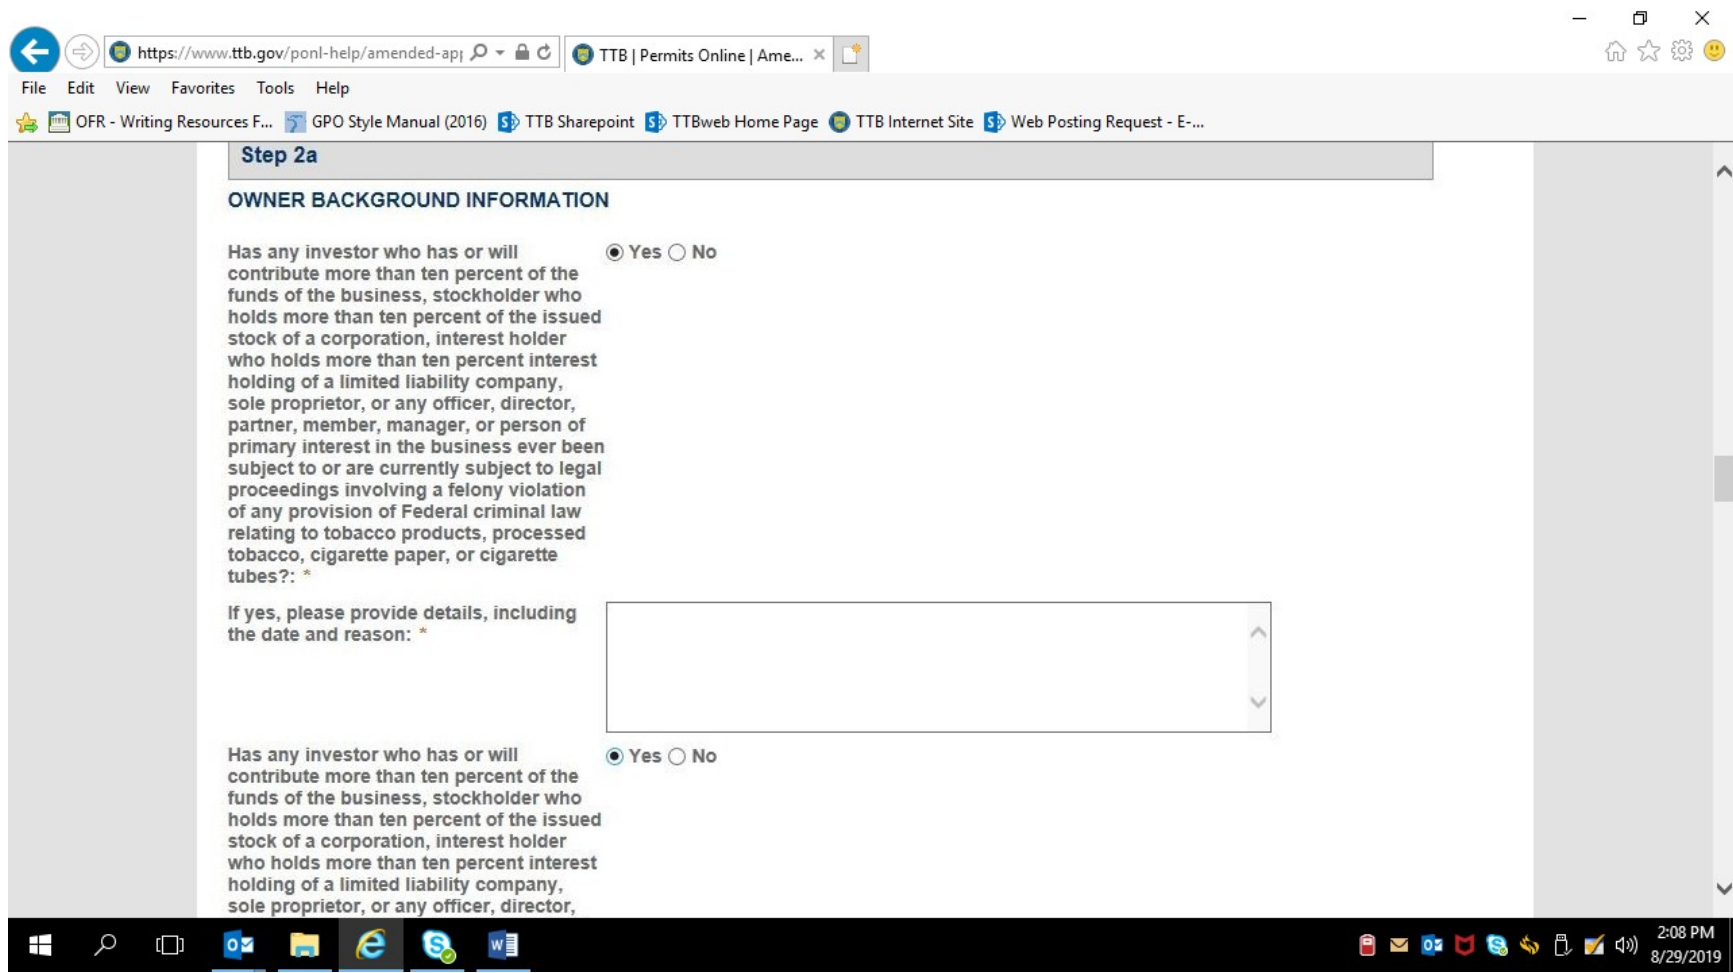 https://www.ttb.gov/ponl-help/amended-app
TTB | Permits Online | Ame...
File Edit View Favorites Tools Help
OFR - Writing Resources F... GPO Style Manual (2016) TTB Sharepoint TTBweb Home Page TTB Internet Site Web Posting Request - E-...
Step 2a
OWNER BACKGROUND INFORMATION
Has any investor who has or will Yes No
contribute more than ten percent of the
funds of the business, stockholder who
holds more than ten percent of the issued
stock of a corporation, interest holder
who holds more than ten percent interest
holding of a limited liability company,
sole proprietor, or any officer, director,
partner, member, manager, or person of
primary interest in the business ever been
subject to or are currently subject to legal
proceedings involving a felony violation
of any provision of Federal criminal law
relating to tobacco products, processed
tobacco, cigarette paper, or cigarette
tubes?: *
If yes, please provide details, including
the date and reason: *
Has any investor who has or will Yes No
contribute more than ten percent of the
funds of the business, stockholder who
holds more than ten percent of the issued
stock of a corporation, interest holder
who holds more than ten percent interest
holding of a limited liability company,
sole proprietor, or any officer, director,
2:08 PM
8/29/2019